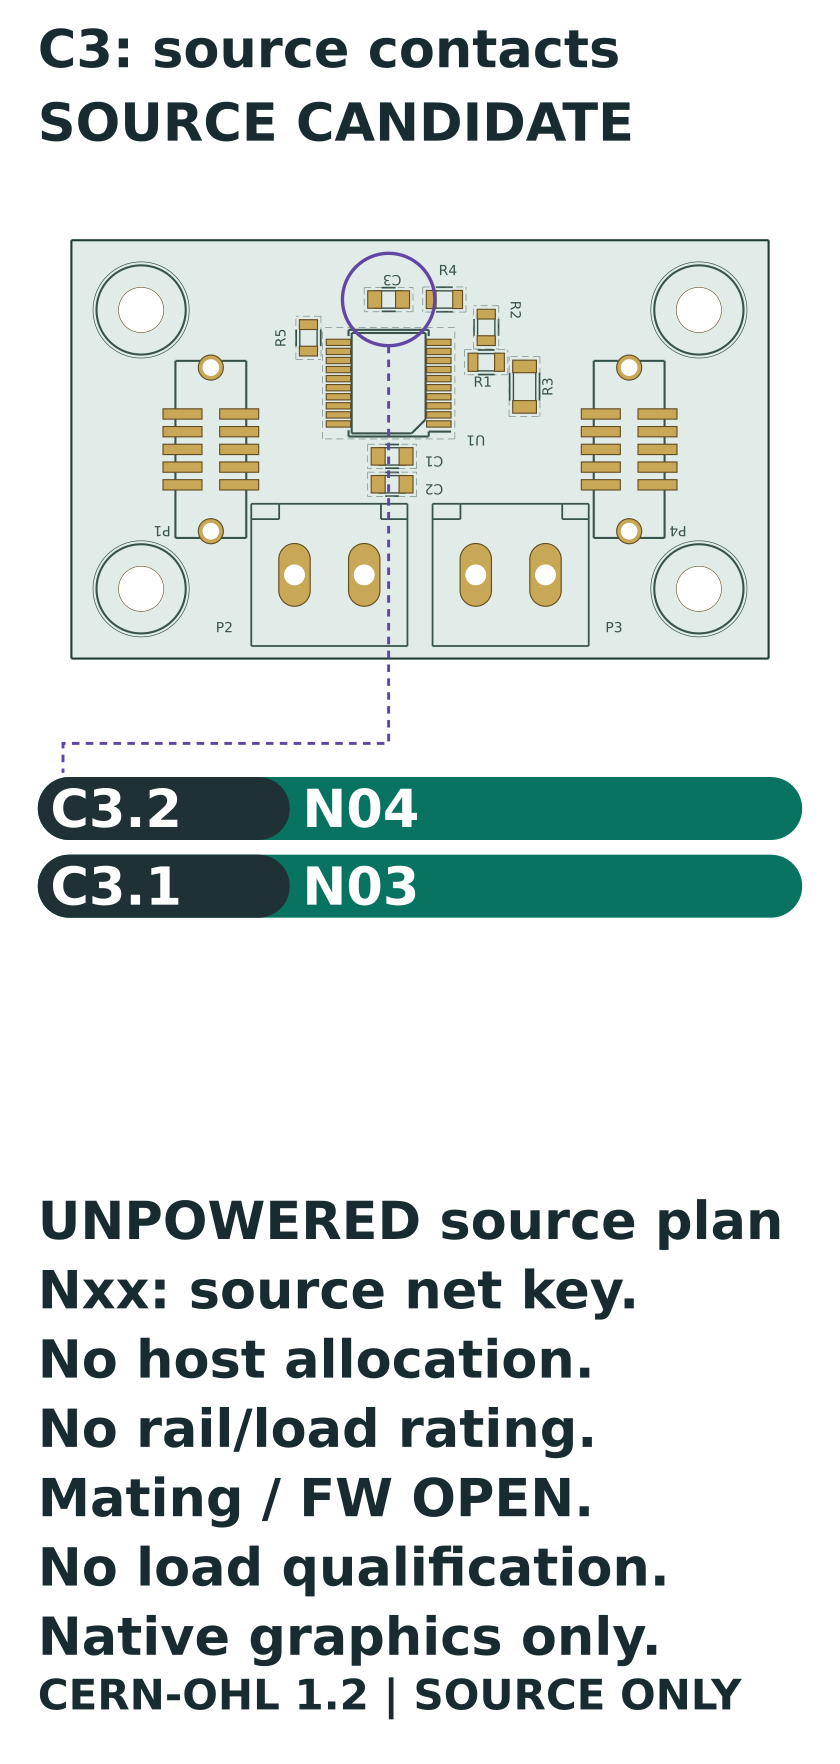 C3: source contacts
SOURCE CANDIDATE
R4
C3
R2
R5
R1
R3
U1
C1
C2
P1
P4
P2
P3
C3.2 N04
C3.1 N03
UNPOWERED source plan
Nxx: source net key.
No host allocation.
No rail/load rating.
Mating / FW OPEN.
No load qualification.
Native graphics only.
CERN-OHL 1.2 | SOURCE ONLY